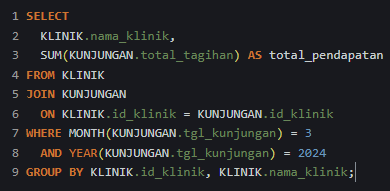 1 SELECT
2   KLINIK.nama_klinik,
3   SUM(KUNJUNGAN.total_tagihan) AS total_pendapatan
4 FROM KLINIK
5 JOIN KUNJUNGAN
6   ON KLINIK.id_klinik = KUNJUNGAN.id_klinik
7 WHERE MONTH(KUNJUNGAN.tgl_kunjungan) = 3
8   AND YEAR(KUNJUNGAN.tgl_kunjungan) = 2024
9 GROUP BY KLINIK.id_klinik, KLINIK.nama_klinik;